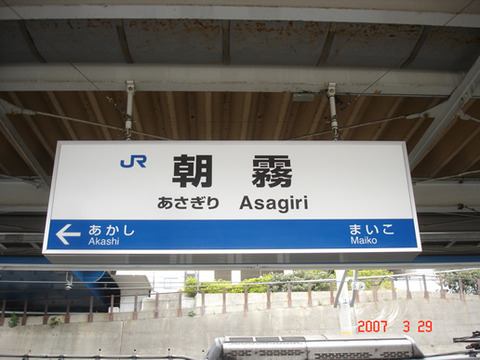 JR 朝霧
あさぎり Asagiri
← あかし まいこ
Akashi Maiko
2007 3 29